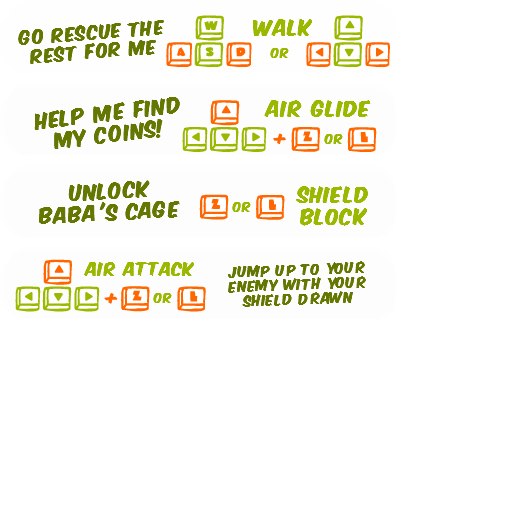 GO RESCUE THE
REST FOR ME
W
A S D
WALK
OR
HELP ME FIND
MY COINS!
AIR GLIDE
+ Z OR L
UNLOCK
BABA'S CAGE
Z OR L
SHIELD
BLOCK
AIR ATTACK
+ Z OR L
JUMP UP TO YOUR
ENEMY WITH YOUR
SHIELD DRAWN